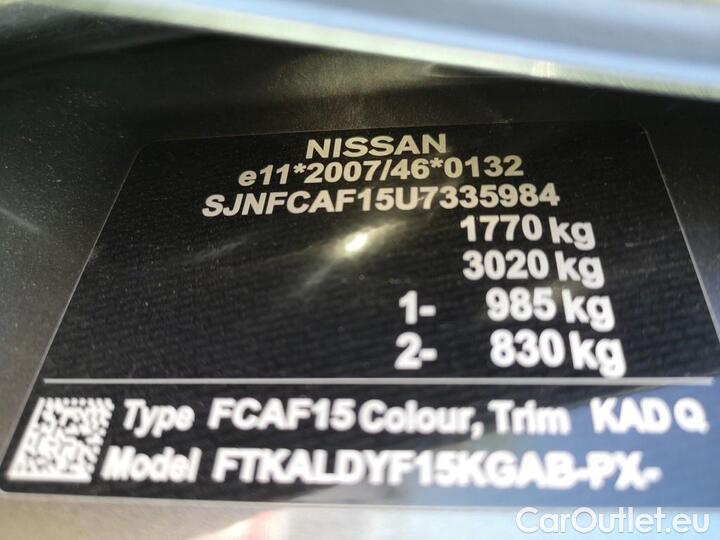 NISSAN
e11*2007/46*0132
SJNFCAF15U7335984
1770 kg
3020 kg
1- 985 kg
2- 830 kg
Type FCAF15 Colour, Trim KAD Q
Model FTKALDYF15KGAB-PX-
CarOutlet.eu